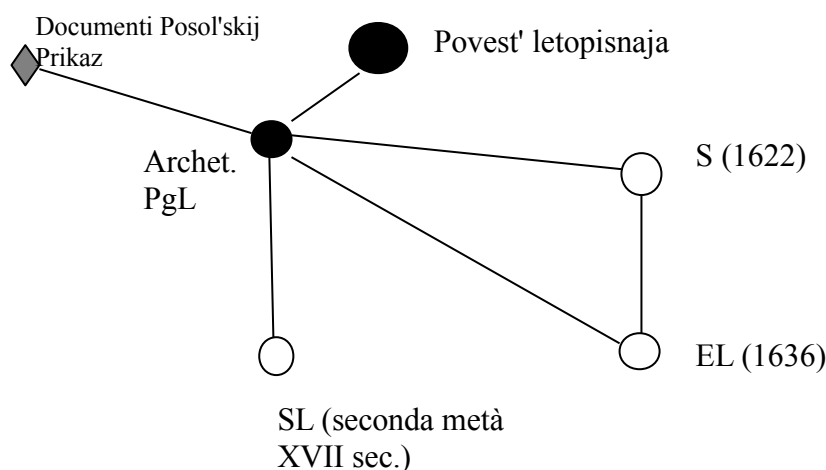 Documenti Posol'skij
Prikaz
Povest' letopisnaja
Archet.
PgL
S (1622)
EL (1636)
SL (seconda metà
XVII sec.)